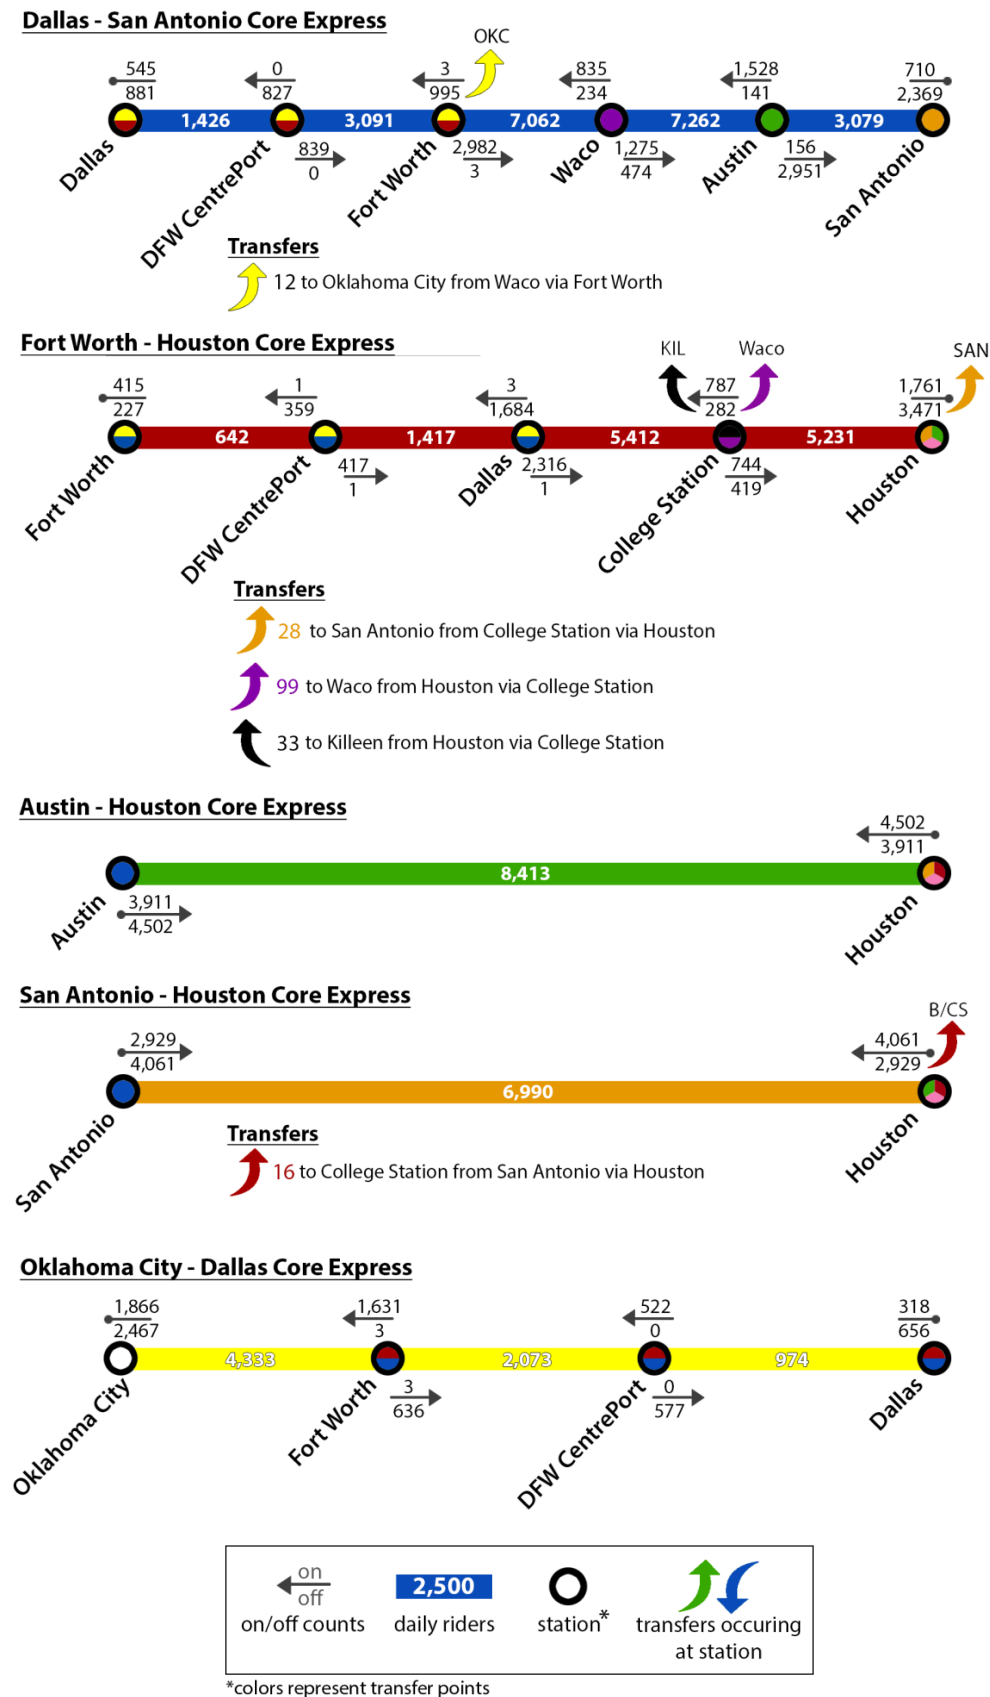 Dallas - San Antonio Core Express
OKC
545 0 3 835 1,528 710
881 827 995 234 141 2,369
1,426 3,091 7,062 7,262 3,079
839 2,982 1,275 156
0 3 474 2,951
Dallas DFW CentrePort Fort Worth Waco Austin San Antonio
Transfers
12 to Oklahoma City from Waco via Fort Worth
Fort Worth - Houston Core Express
KIL Waco SAN
415 1 3 787 1,761
227 359 1,684 282 3,471
642 1,417 5,412 5,231
417 2,316 744
1 1 419
Fort Worth DFW CentrePort Dallas College Station Houston
Transfers
28 to San Antonio from College Station via Houston
99 to Waco from Houston via College Station
33 to Killeen from Houston via College Station
Austin - Houston Core Express
4,502
3,911
8,413
3,911
4,502
Austin Houston
San Antonio - Houston Core Express
B/CS
2,929 4,061
4,061 2,929
6,990
San Antonio Houston
Transfers
16 to College Station from San Antonio via Houston
Oklahoma City - Dallas Core Express
1,866 1,631 522 318
2,467 3 0 656
4,333 2,073 974
3 0
636 577
Oklahoma City Fort Worth DFW CentrePort Dallas
on
off
2,500
on/off counts daily riders station* transfers occuring
at station
*colors represent transfer points